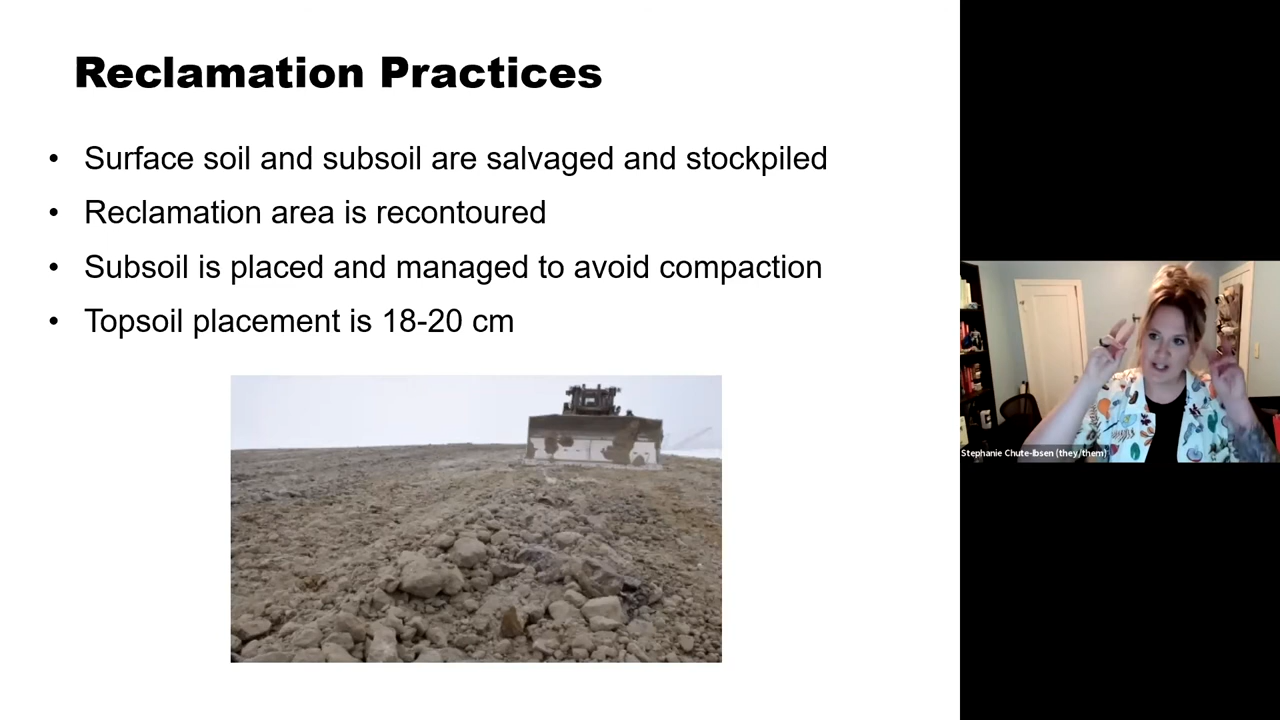 Reclamation Practices
• Surface soil and subsoil are salvaged and stockpiled
• Reclamation area is recontoured
• Subsoil is placed and managed to avoid compaction
• Topsoil placement is 18-20 cm
Stephanie Chute-Ibsen (they/them)